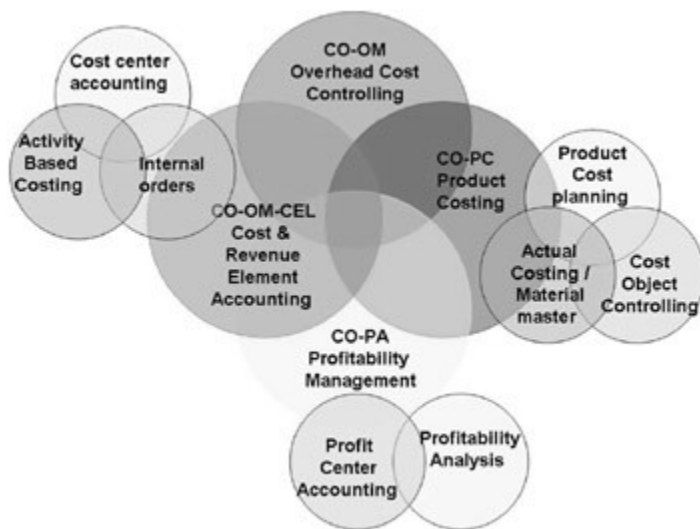 CO-OM
Overhead Cost
Controlling
Cost center
accounting
Activity
Based
Costing
Internal
orders
CO-OM-CEL
Cost &
Revenue
Element
Accounting
CO-PC
Product
Costing
Product
Cost
planning
Actual
Costing /
Material
master
Cost
Object
Controlling
CO-PA
Profitability
Management
Profit
Center
Accounting
Profitability
Analysis